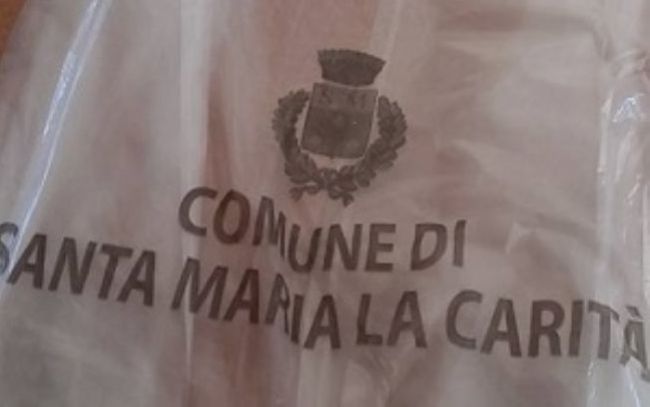 COMUNE DI
SANTA MARIA LA CARITÀ